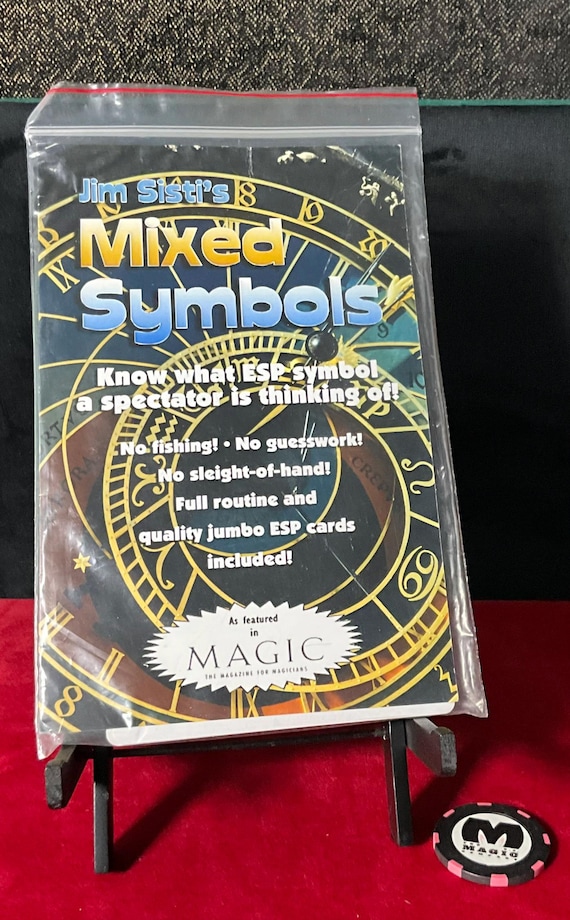 Jim Sisti's
Mixed
Symbols
Know what ESP symbol
a spectator is thinking of!
No fishing! • No guesswork!
No sleight-of-hand!
Full routine and
quality jumbo ESP cards
included!
As featured
in
MAGIC
THE MAGAZINE FOR MAGICIANS
M
MAGIC